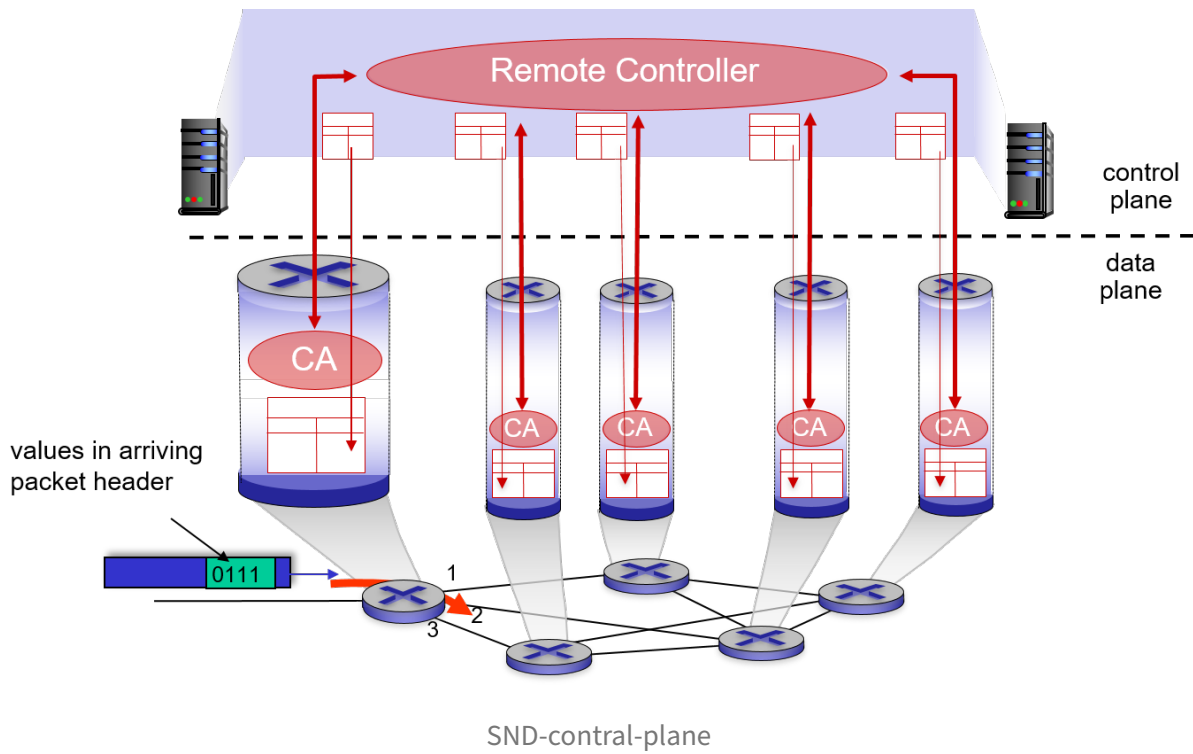 Remote Controller
control
plane
data
plane
CA
CA
CA
CA
CA
values in arriving
packet header
0111
1
2
3
SND-contral-plane